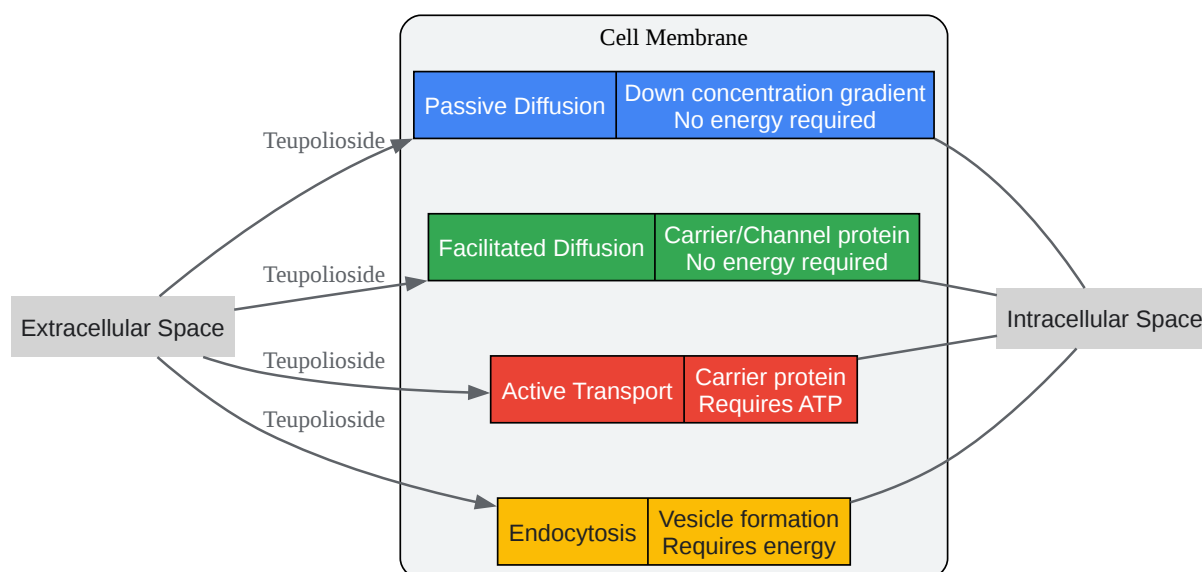 Cell Membrane
Passive Diffusion
Down concentration gradient
No energy required
Teupolioside
Facilitated Diffusion
Carrier/Channel protein
No energy required
Teupolioside
Extracellular Space
Intracellular Space
Teupolioside
Active Transport
Carrier protein
Requires ATP
Teupolioside
Endocytosis
Vesicle formation
Requires energy